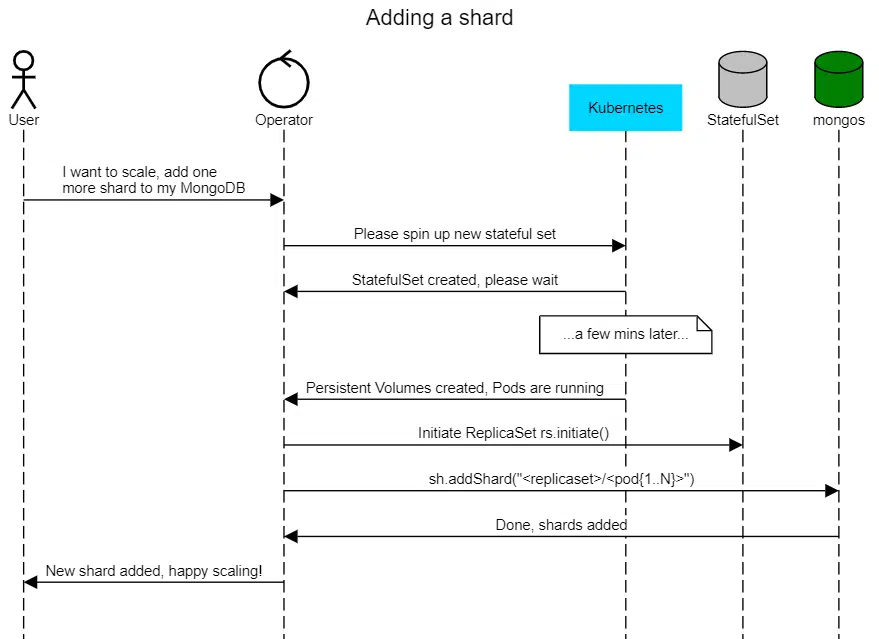 Adding a shard
User
Operator
Kubernetes
StatefulSet
mongos
I want to scale, add one
more shard to my MongoDB
Please spin up new stateful set
StatefulSet created, please wait
...a few mins later...
Persistent Volumes created, Pods are running
Initiate ReplicaSet rs.initiate()
sh.addShard("<replicaset>/<pod{1..N}>")
Done, shards added
New shard added, happy scaling!